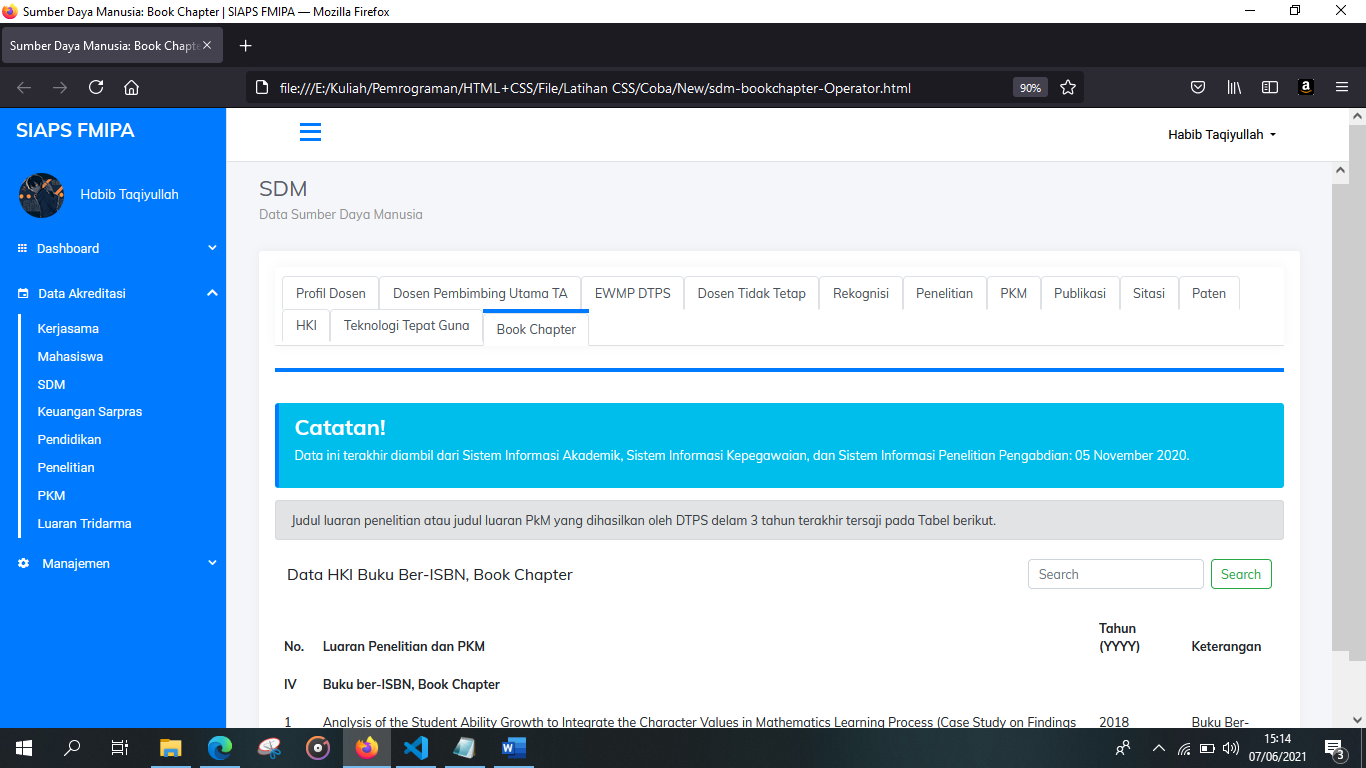 Sumber Daya Manusia: Book Chapter | SIAPS FMIPA — Mozilla Firefox
Sumber Daya Manusia: Book Chapt
file:///E:/Kuliah/Pemrograman/HTML+CSS/File/Latihan CSS/Coba/New/sdm-bookchapter-Operator.html
90%
SIAPS FMIPA
Habib Taqiyullah
Habib Taqiyullah
Dashboard
Data Akreditasi
Kerjasama
Mahasiswa
SDM
Keuangan Sarpras
Pendidikan
Penelitian
PKM
Luaran Tridarma
Manajemen
SDM
Data Sumber Daya Manusia
Profil Dosen Dosen Pembimbing Utama TA EWMP DTPS Dosen Tidak Tetap Rekognisi Penelitian PKM Publikasi Sitasi Paten
HKI Teknologi Tepat Guna Book Chapter
Catatan!
Data ini terakhir diambil dari Sistem Informasi Akademik, Sistem Informasi Kepegawaian, dan Sistem Informasi Penelitian Pengabdian: 05 November 2020.
Judul luaran penelitian atau judul luaran PkM yang dihasilkan oleh DTPS delam 3 tahun terakhir tersaji pada Tabel berikut.
Data HKI Buku Ber-ISBN, Book Chapter
Search Search
No. Luaran Penelitian dan PKM Tahun (YYYY) Keterangan
IV Buku ber-ISBN, Book Chapter
1 Analysis of the Student Ability Growth to Integrate the Character Values in Mathematics Learning Process (Case Study on Findings 2018 Buku Ber-
15:14
07/06/2021
3